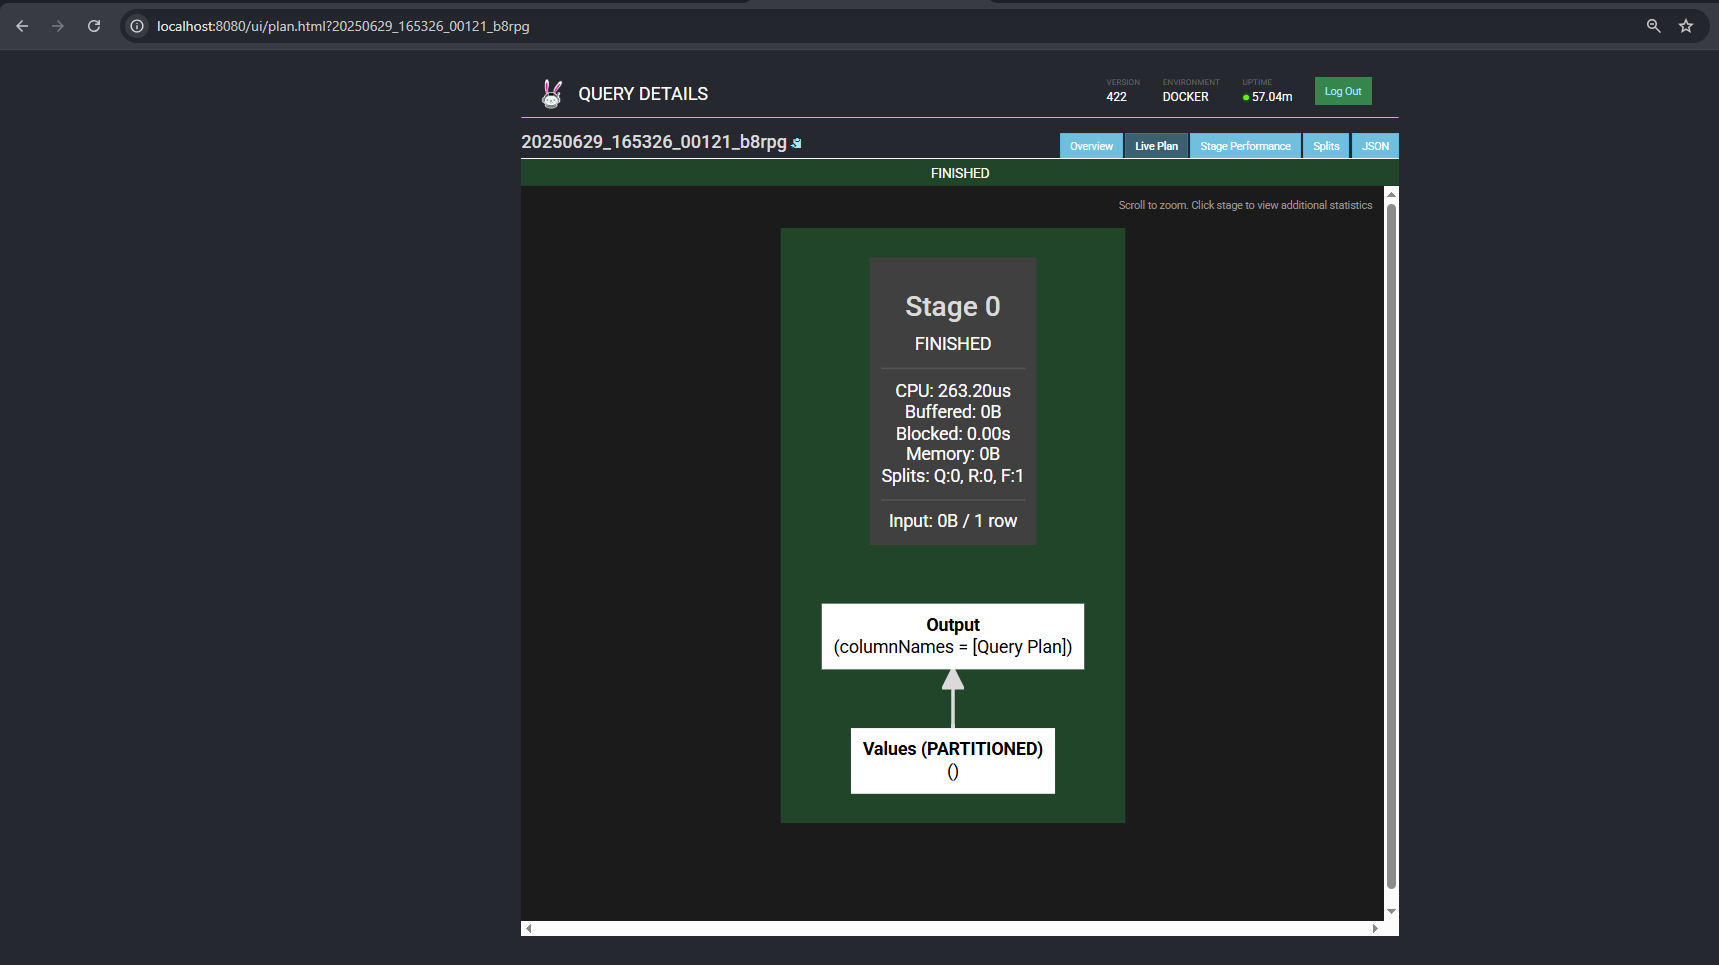 localhost:8080/ui/plan.html?20250629_165326_00121_b8rpg
QUERY DETAILS
VERSION
422
ENVIRONMENT
DOCKER
UPTIME
57.04m
Log Out
20250629_165326_00121_b8rpg
Overview
Live Plan
Stage Performance
Splits
JSON
FINISHED
Scroll to zoom. Click stage to view additional statistics
Stage 0
FINISHED
CPU: 263.20us
Buffered: 0B
Blocked: 0.00s
Memory: 0B
Splits: Q:0, R:0, F:1
Input: 0B / 1 row
Output
(columnNames = [Query Plan])
Values (PARTITIONED)
()